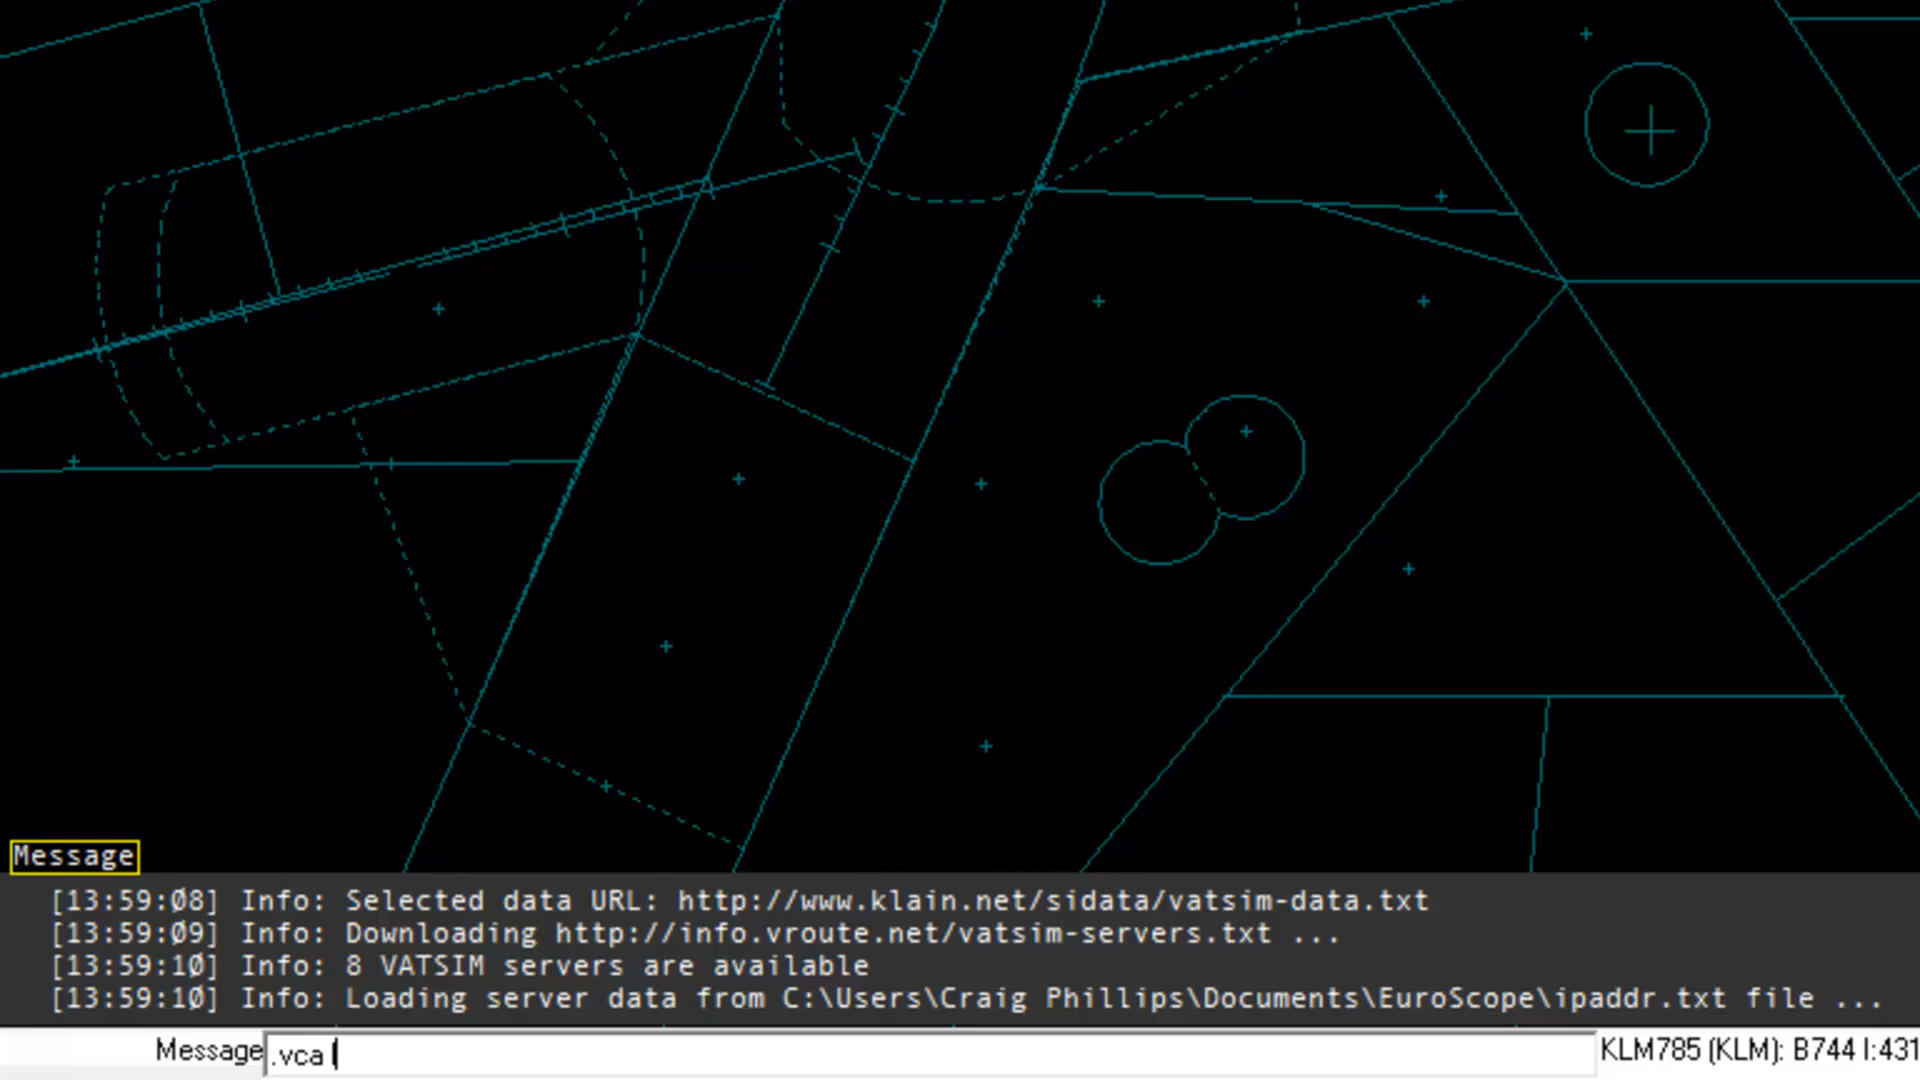 Message
[13:59:08] Info: Selected data URL: http://www.klain.net/sidata/vatsim-data.txt
[13:59:09] Info: Downloading http://info.vroute.net/vatsim-servers.txt ...
[13:59:10] Info: 8 VATSIM servers are available
[13:59:10] Info: Loading server data from C:\Users\Craig Phillips\Documents\EuroScope\ipaddr.txt file ...
Message .vca KLM785 (KLM): B744 I:431